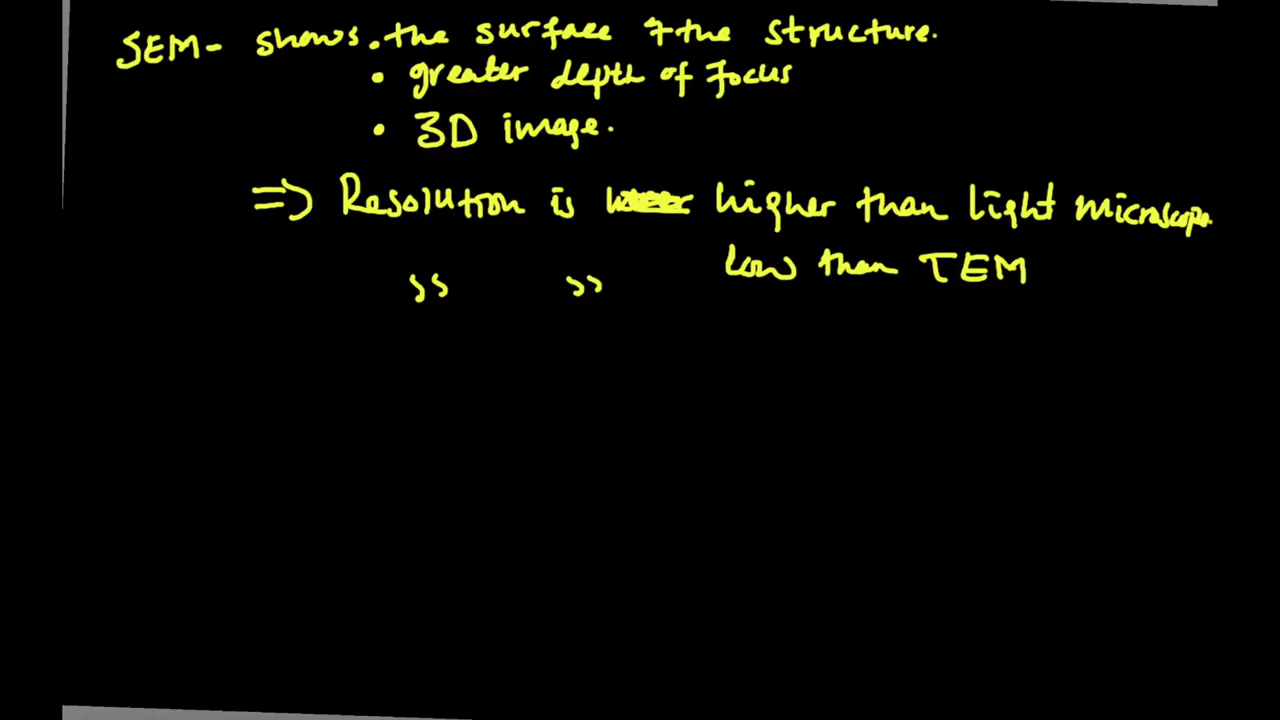 SEM- shows • the surface of the structure.
• greater depth of focus
• 3D image.
=> Resolution is higher than light microscope
” ” low than TEM